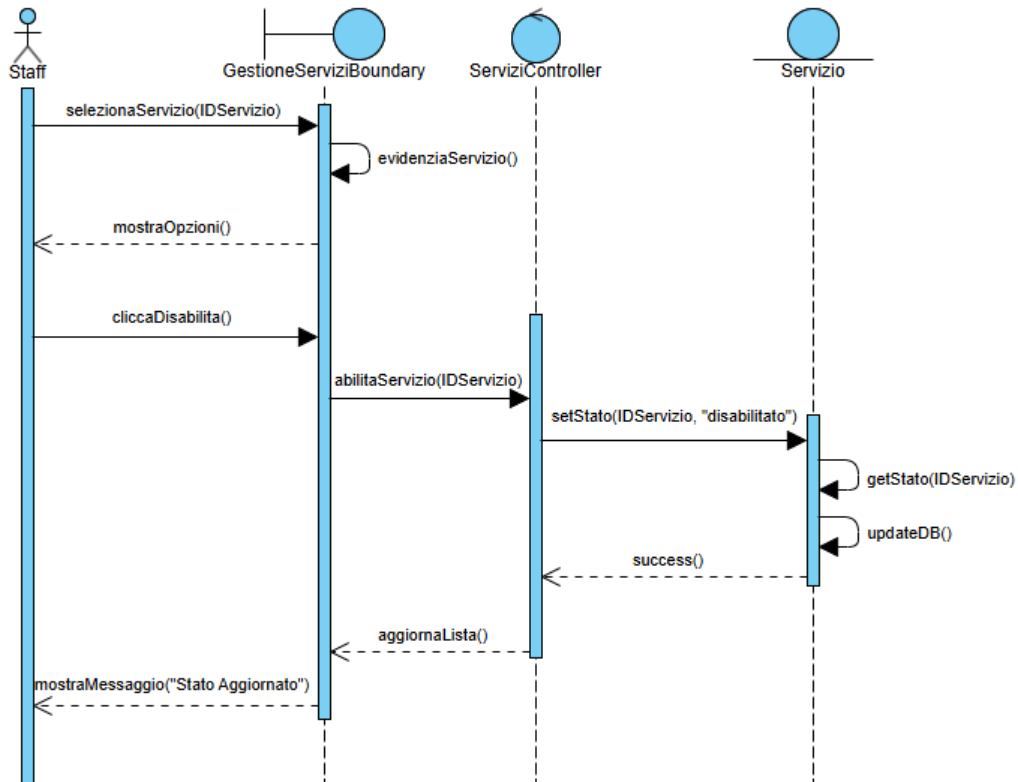 Staff
GestioneServiziBoundary
ServiziController
Servizio
selezionaServizio(IDServizio)
evidenziaServizio()
mostraOpzioni()
cliccaDisabilita()
abilitaServizio(IDServizio)
setStato(IDServizio, "disabilitato")
getStato(IDServizio)
updateDB()
success()
aggiornaLista()
mostraMessaggio("Stato Aggiornato")